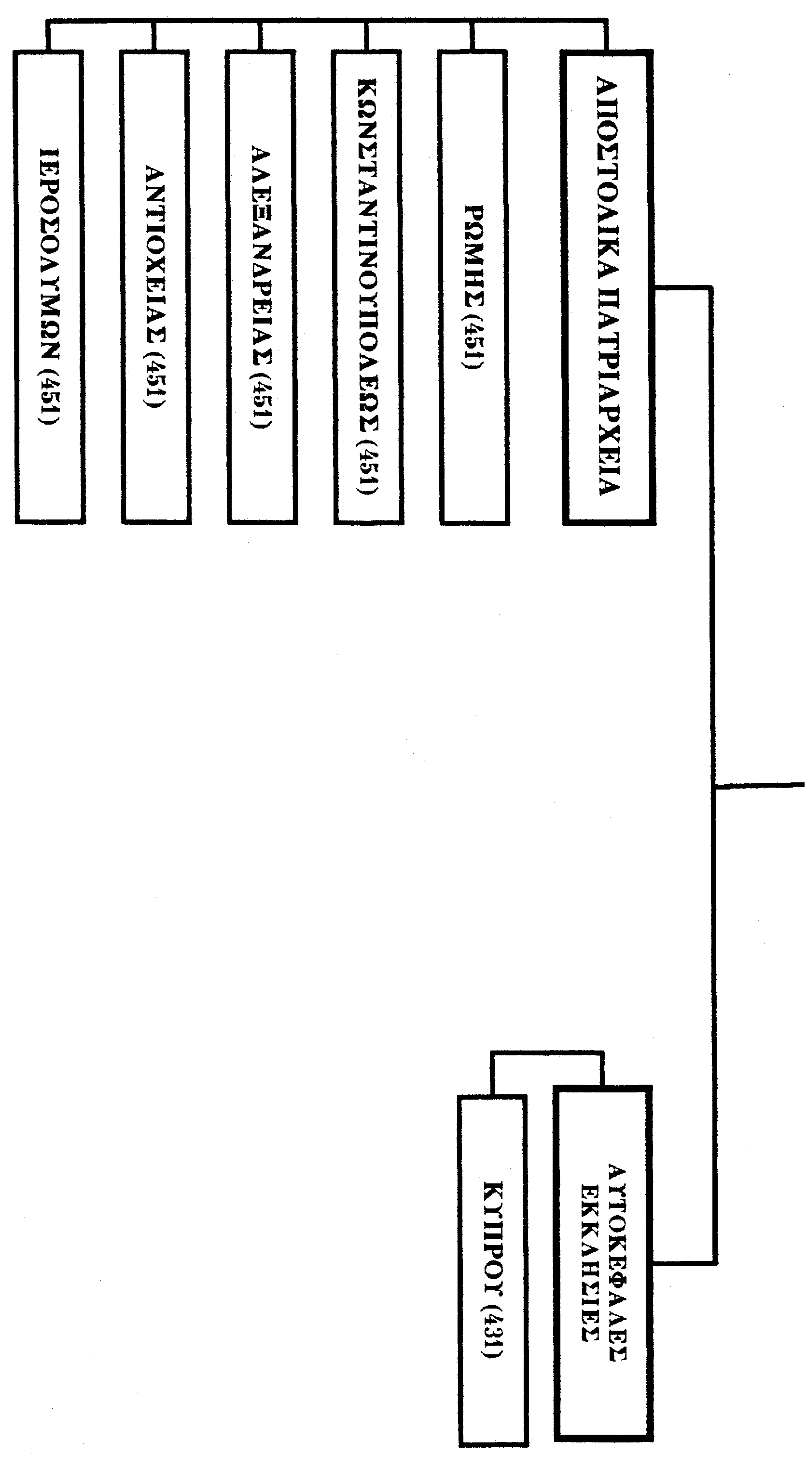 ΑΠΟΣΤΟΛΙΚΑ ΠΑΤΡΙΑΡΧΕΙΑ
ΡΩΜΗΣ (451)
ΚΩΝΣΤΑΝΤΙΝΟΥΠΟΛΕΩΣ (451)
ΑΛΕΞΑΝΔΡΕΙΑΣ (451)
ΑΝΤΙΟΧΕΙΑΣ (451)
ΙΕΡΟΣΟΛΥΜΩΝ (451)
ΑΥΤΟΚΕΦΑΛΕΣ
ΕΚΚΛΗΣΙΕΣ
ΚΥΠΡΟΥ (431)